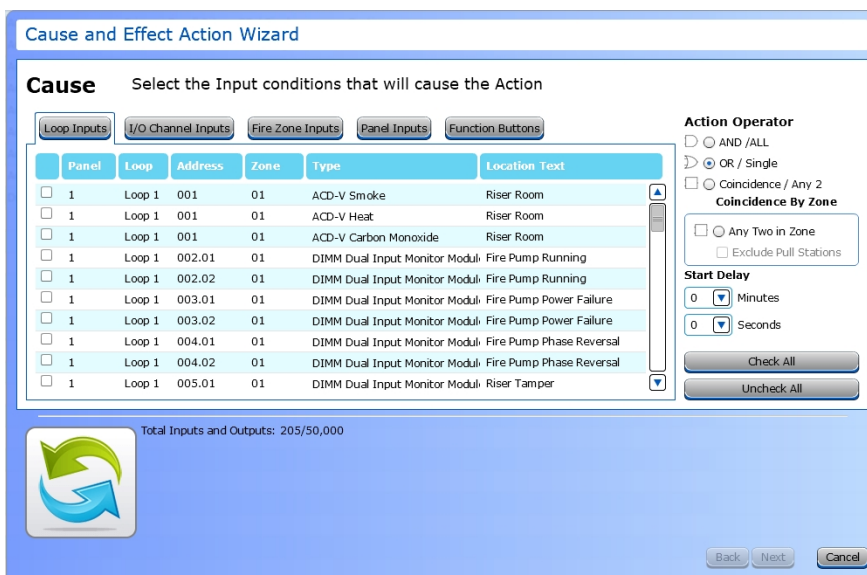 Cause and Effect Action Wizard
Cause Select the Input conditions that will cause the Action
Loop Inputs I/O Channel Inputs Fire Zone Inputs Panel Inputs Function Buttons
Panel Loop Address Zone Type Location Text
1 Loop 1 001 01 ACD-V Smoke Riser Room
1 Loop 1 001 01 ACD-V Heat Riser Room
1 Loop 1 001 01 ACD-V Carbon Monoxide Riser Room
1 Loop 1 002.01 01 DIMM Dual Input Monitor Modul Fire Pump Running
1 Loop 1 002.02 01 DIMM Dual Input Monitor Modul Fire Pump Running
1 Loop 1 003.01 01 DIMM Dual Input Monitor Modul Fire Pump Power Failure
1 Loop 1 003.02 01 DIMM Dual Input Monitor Modul Fire Pump Power Failure
1 Loop 1 004.01 01 DIMM Dual Input Monitor Modul Fire Pump Phase Reversal
1 Loop 1 004.02 01 DIMM Dual Input Monitor Modul Fire Pump Phase Reversal
1 Loop 1 005.01 01 DIMM Dual Input Monitor Modul Riser Tamper
Action Operator
AND /ALL
OR / Single
Coincidence / Any 2
Coincidence By Zone
Any Two in Zone
Exclude Pull Stations
Start Delay
0 Minutes
0 Seconds
Check All
Uncheck All
Total Inputs and Outputs: 205/50,000
Back Next Cancel